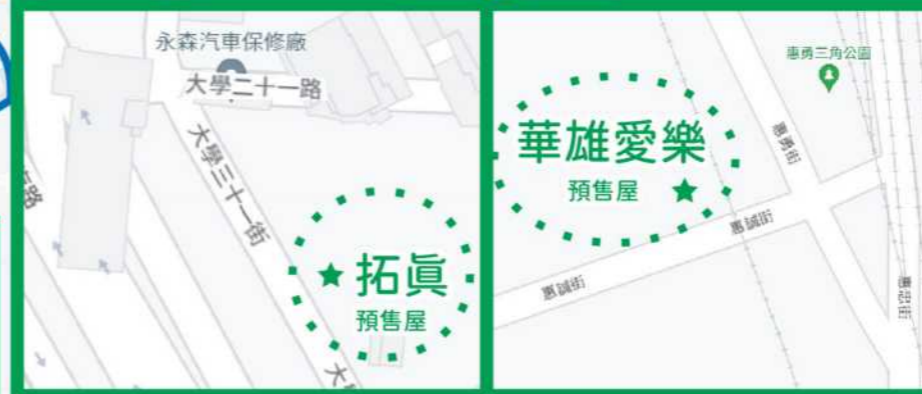 永森汽車保修廠
大學二十一路
大學三十一街
路
拓眞
預售屋
大
惠勇三角公園
華雄愛樂
預售屋
惠勇街
惠誠街
惠誠街
惠忠街